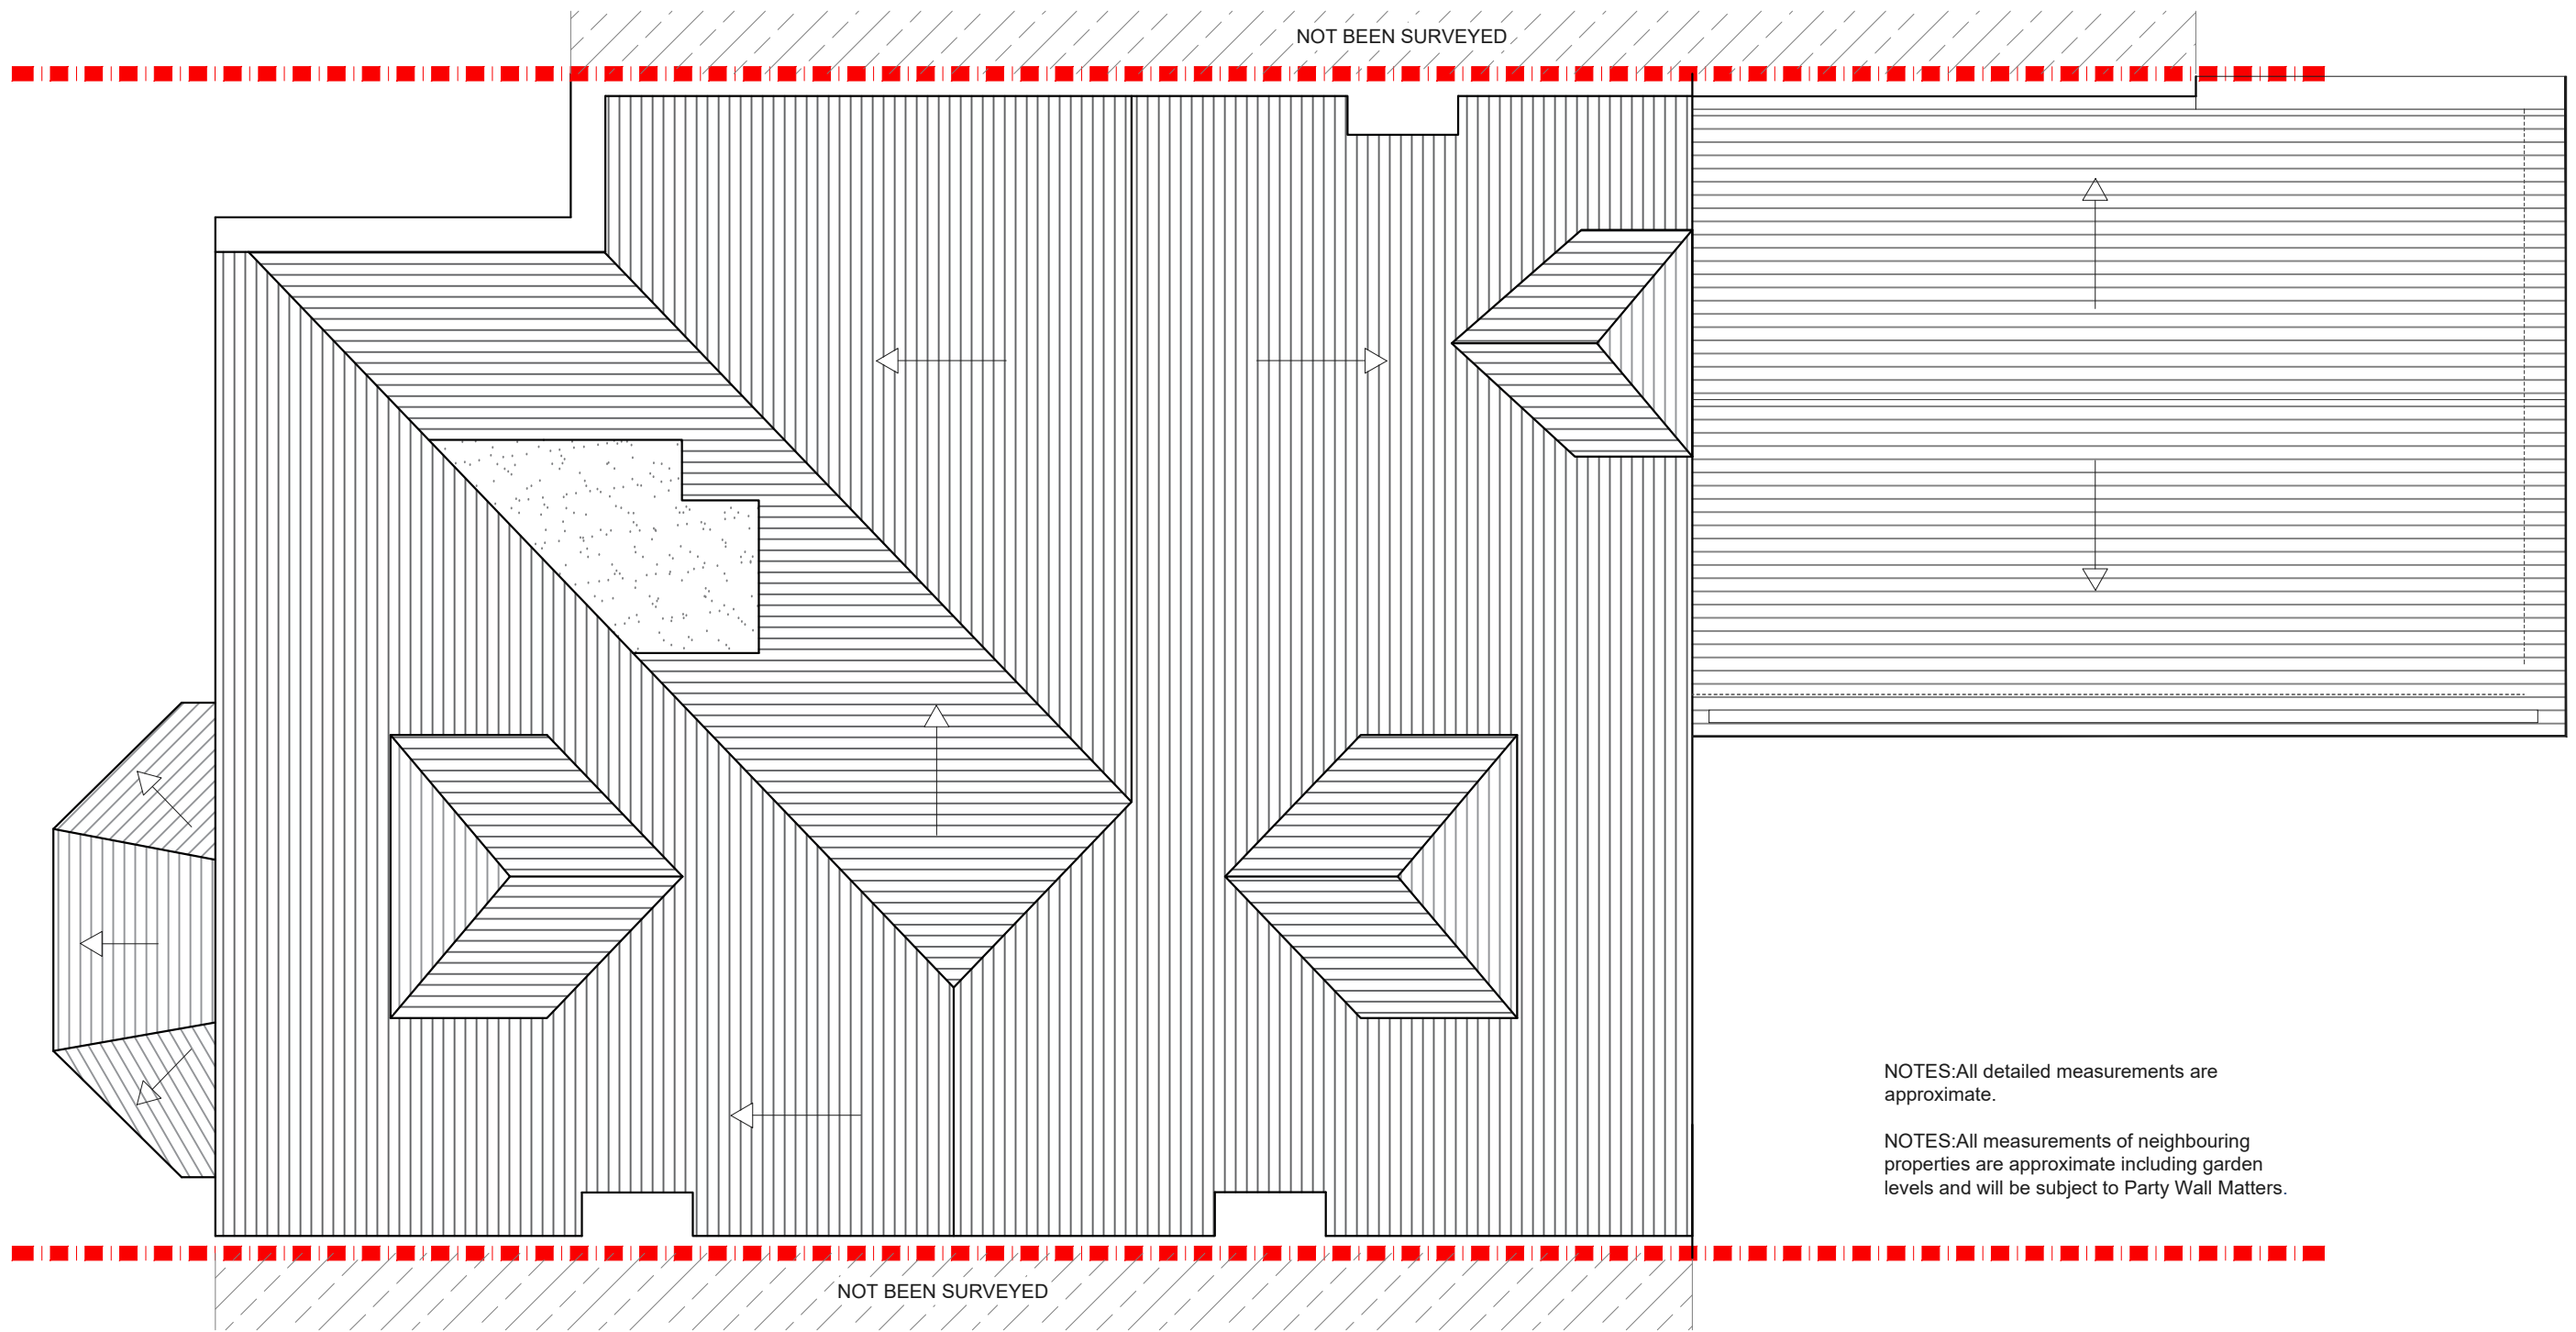 NOT BEEN SURVEYED
NOTES:All detailed measurements are
approximate.
NOTES:All measurements of neighbouring
properties are approximate including garden
levels and will be subject to Party Wall Matters.
NOT BEEN SURVEYED